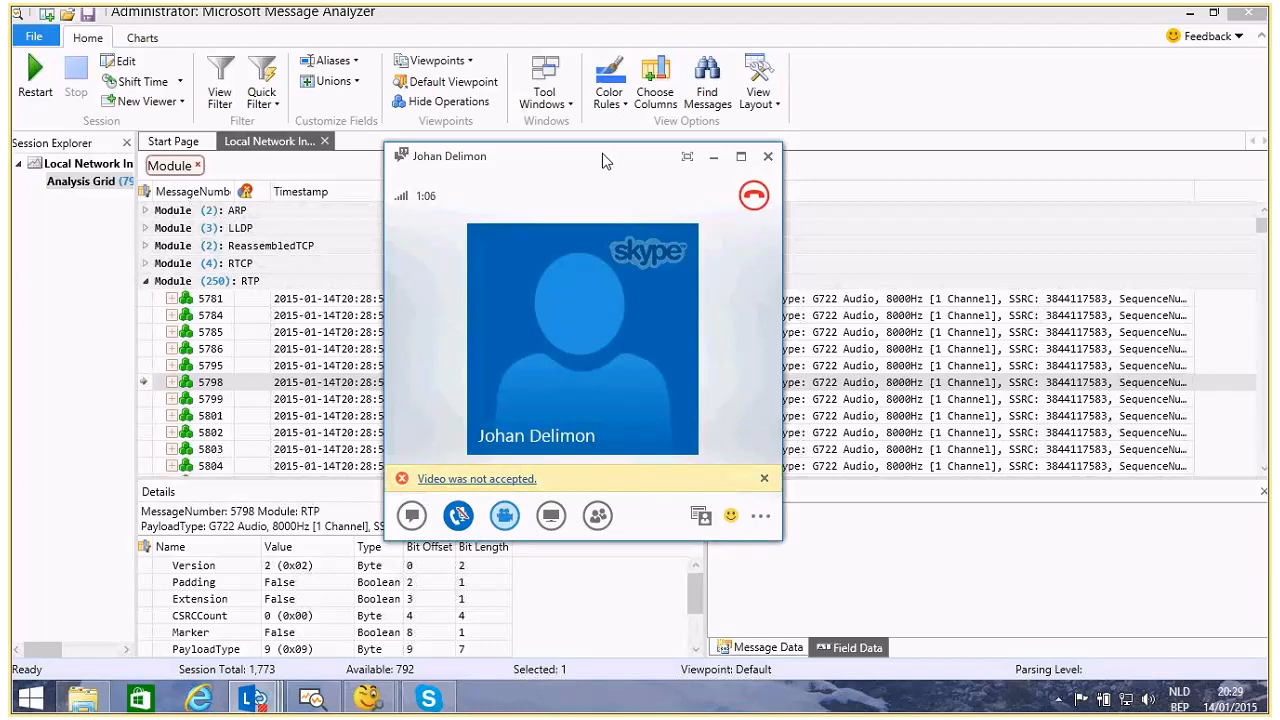 Administrator: Microsoft Message Analyzer
File Home Charts Feedback
Restart Stop Edit Shift Time New Viewer
Session
View Filter Quick Filter
Filter
Aliases Unions
Customize Fields
Viewpoints Default Viewpoint Hide Operations
Viewpoints
Tool Windows
Windows
Color Rules Choose Columns Find Messages View Layout
View Options
Session Explorer Start Page Local Network In...
Local Network In
Analysis Grid (79
Module
MessageNumb Timestamp
Module (2): ARP
Module (3): LLDP
Module (2): ReassembledTCP
Module (4): RTCP
Module (250): RTP
5781 2015-01-14T20:28:5 ype: G722 Audio, 8000Hz [1 Channel], SSRC: 3844117583, SequenceNu...
5784 2015-01-14T20:28:5 ype: G722 Audio, 8000Hz [1 Channel], SSRC: 3844117583, SequenceNu...
5785 2015-01-14T20:28:5 ype: G722 Audio, 8000Hz [1 Channel], SSRC: 3844117583, SequenceNu...
5786 2015-01-14T20:28:5 ype: G722 Audio, 8000Hz [1 Channel], SSRC: 3844117583, SequenceNu...
5795 2015-01-14T20:28:5 ype: G722 Audio, 8000Hz [1 Channel], SSRC: 3844117583, SequenceNu...
5798 2015-01-14T20:28:5 ype: G722 Audio, 8000Hz [1 Channel], SSRC: 3844117583, SequenceNu...
5799 2015-01-14T20:28:5 ype: G722 Audio, 8000Hz [1 Channel], SSRC: 3844117583, SequenceNu...
5801 2015-01-14T20:28:5 ype: G722 Audio, 8000Hz [1 Channel], SSRC: 3844117583, SequenceNu...
5802 2015-01-14T20:28:5 ype: G722 Audio, 8000Hz [1 Channel], SSRC: 3844117583, SequenceNu...
5803 2015-01-14T20:28:5 ype: G722 Audio, 8000Hz [1 Channel], SSRC: 3844117583, SequenceNu...
5804 2015-01-14T20:28:5 ype: G722 Audio, 8000Hz [1 Channel], SSRC: 3844117583, SequenceNu...
Johan Delimon
1:06
skype
Johan Delimon
Video was not accepted.
Details
MessageNumber: 5798 Module: RTP
PayloadType: G722 Audio, 8000Hz [1 Channel], SS
Name Value Type Bit Offset Bit Length
Version 2 (0x02) Byte 0 2
Padding False Boolean 2 1
Extension False Boolean 3 1
CSRCCount 0 (0x00) Byte 4 4
Marker False Boolean 8 1
PayloadType 9 (0x09) Byte 9 7
Message Data Field Data
Ready Session Total: 1,773 Available: 792 Selected: 1 Viewpoint: Default Parsing Level:
NLD 20:29
BEP 14/01/2015